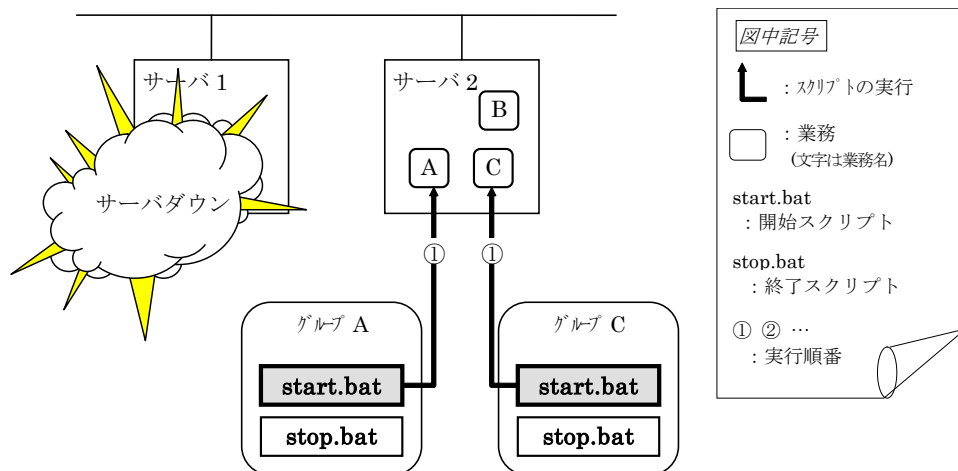 サーバ 1
サーバ 2
B
A
C
サーバダウン
①
①
グループ A
start.bat
stop.bat
グループ C
start.bat
stop.bat
図中記号
: スクリプトの実行
: 業務
(文字は業務名)
start.bat
: 開始スクリプト
stop.bat
: 終了スクリプト
① ② …
: 実行順番